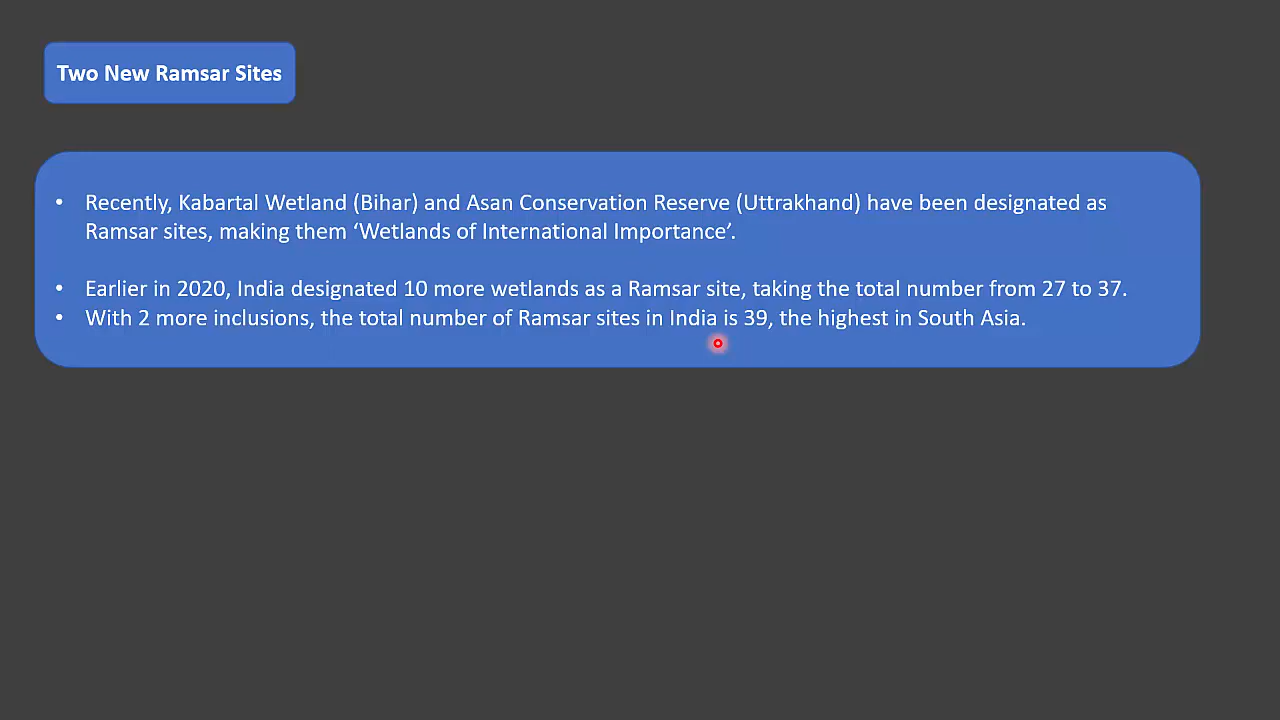 Two New Ramsar Sites
• Recently, Kabartal Wetland (Bihar) and Asan Conservation Reserve (Uttrakhand) have been designated as
Ramsar sites, making them ‘Wetlands of International Importance’.
• Earlier in 2020, India designated 10 more wetlands as a Ramsar site, taking the total number from 27 to 37.
• With 2 more inclusions, the total number of Ramsar sites in India is 39, the highest in South Asia.